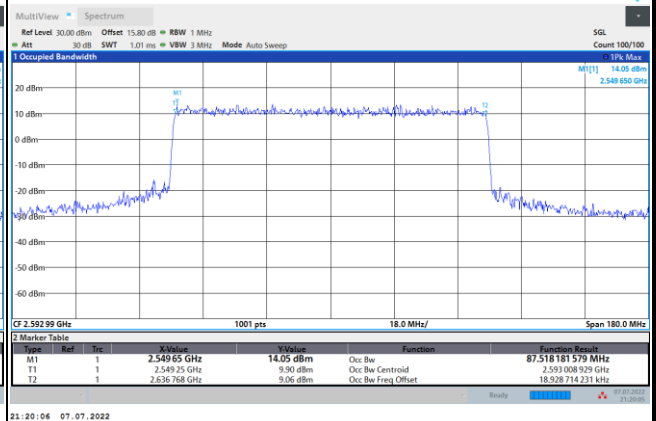 MultiView Spectrum
Ref Level 30.00 dBm Offset 15.80 dB RBW 1 MHz SGL
Att 30 dB SWT 1.01 ms VBW 3 MHz Mode Auto Sweep Count 100/100
1 Occupied Bandwidth 1Pk Max
M1[1] 14.05 dBm
2.549 650 GHz
20 dBm
M1
T1
T2
10 dBm
0 dBm
-10 dBm
-20 dBm
-30 dBm
-40 dBm
-50 dBm
-60 dBm
CF 2.592 99 GHz 1001 pts 18.0 MHz/ Span 180.0 MHz
2 Marker Table
Type Ref Trc X-Value Y-Value Function Function Result
M1 1 2.549 65 GHz 14.05 dBm Occ Bw 87.518 181 579 MHz
T1 1 2.549 25 GHz 9.90 dBm Occ Bw Centroid 2.593 008 929 GHz
T2 1 2.636 768 GHz 9.06 dBm Occ Bw Freq Offset 18.928 714 231 kHz
Ready 07.07.2022
21:20:05
21:20:06 07.07.2022